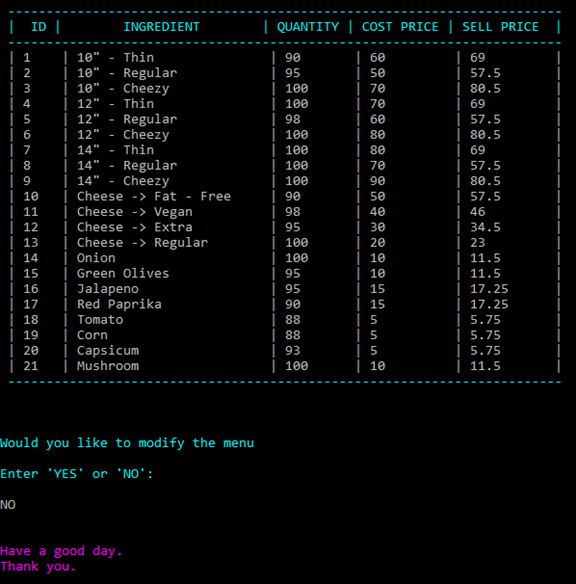 -----------------------------------------------------------------------
|  ID |        INGREDIENT        | QUANTITY | COST PRICE | SELL PRICE  |
-----------------------------------------------------------------------
| 1    | 10" - Thin               | 90       | 60         | 69          |
| 2    | 10" - Regular            | 95       | 50         | 57.5        |
| 3    | 10" - Cheezy             | 100      | 70         | 80.5        |
| 4    | 12" - Thin               | 100      | 70         | 69          |
| 5    | 12" - Regular            | 98       | 60         | 57.5        |
| 6    | 12" - Cheezy             | 100      | 80         | 80.5        |
| 7    | 14" - Thin               | 100      | 80         | 69          |
| 8    | 14" - Regular            | 100      | 70         | 57.5        |
| 9    | 14" - Cheezy             | 100      | 90         | 80.5        |
| 10   | Cheese -> Fat - Free     | 90       | 50         | 57.5        |
| 11   | Cheese -> Vegan          | 98       | 40         | 46          |
| 12   | Cheese -> Extra          | 95       | 30         | 34.5        |
| 13   | Cheese -> Regular        | 100      | 20         | 23          |
| 14   | Onion                    | 100      | 10         | 11.5        |
| 15   | Green Olives             | 95       | 10         | 11.5        |
| 16   | Jalapeno                 | 95       | 15         | 17.25       |
| 17   | Red Paprika              | 90       | 15         | 17.25       |
| 18   | Tomato                   | 88       | 5          | 5.75        |
| 19   | Corn                     | 88       | 5          | 5.75        |
| 20   | Capsicum                 | 93       | 5          | 5.75        |
| 21   | Mushroom                 | 100      | 10         | 11.5        |
-----------------------------------------------------------------------
Would you like to modify the menu
Enter 'YES' or 'NO':
NO
Have a good day.
Thank you.